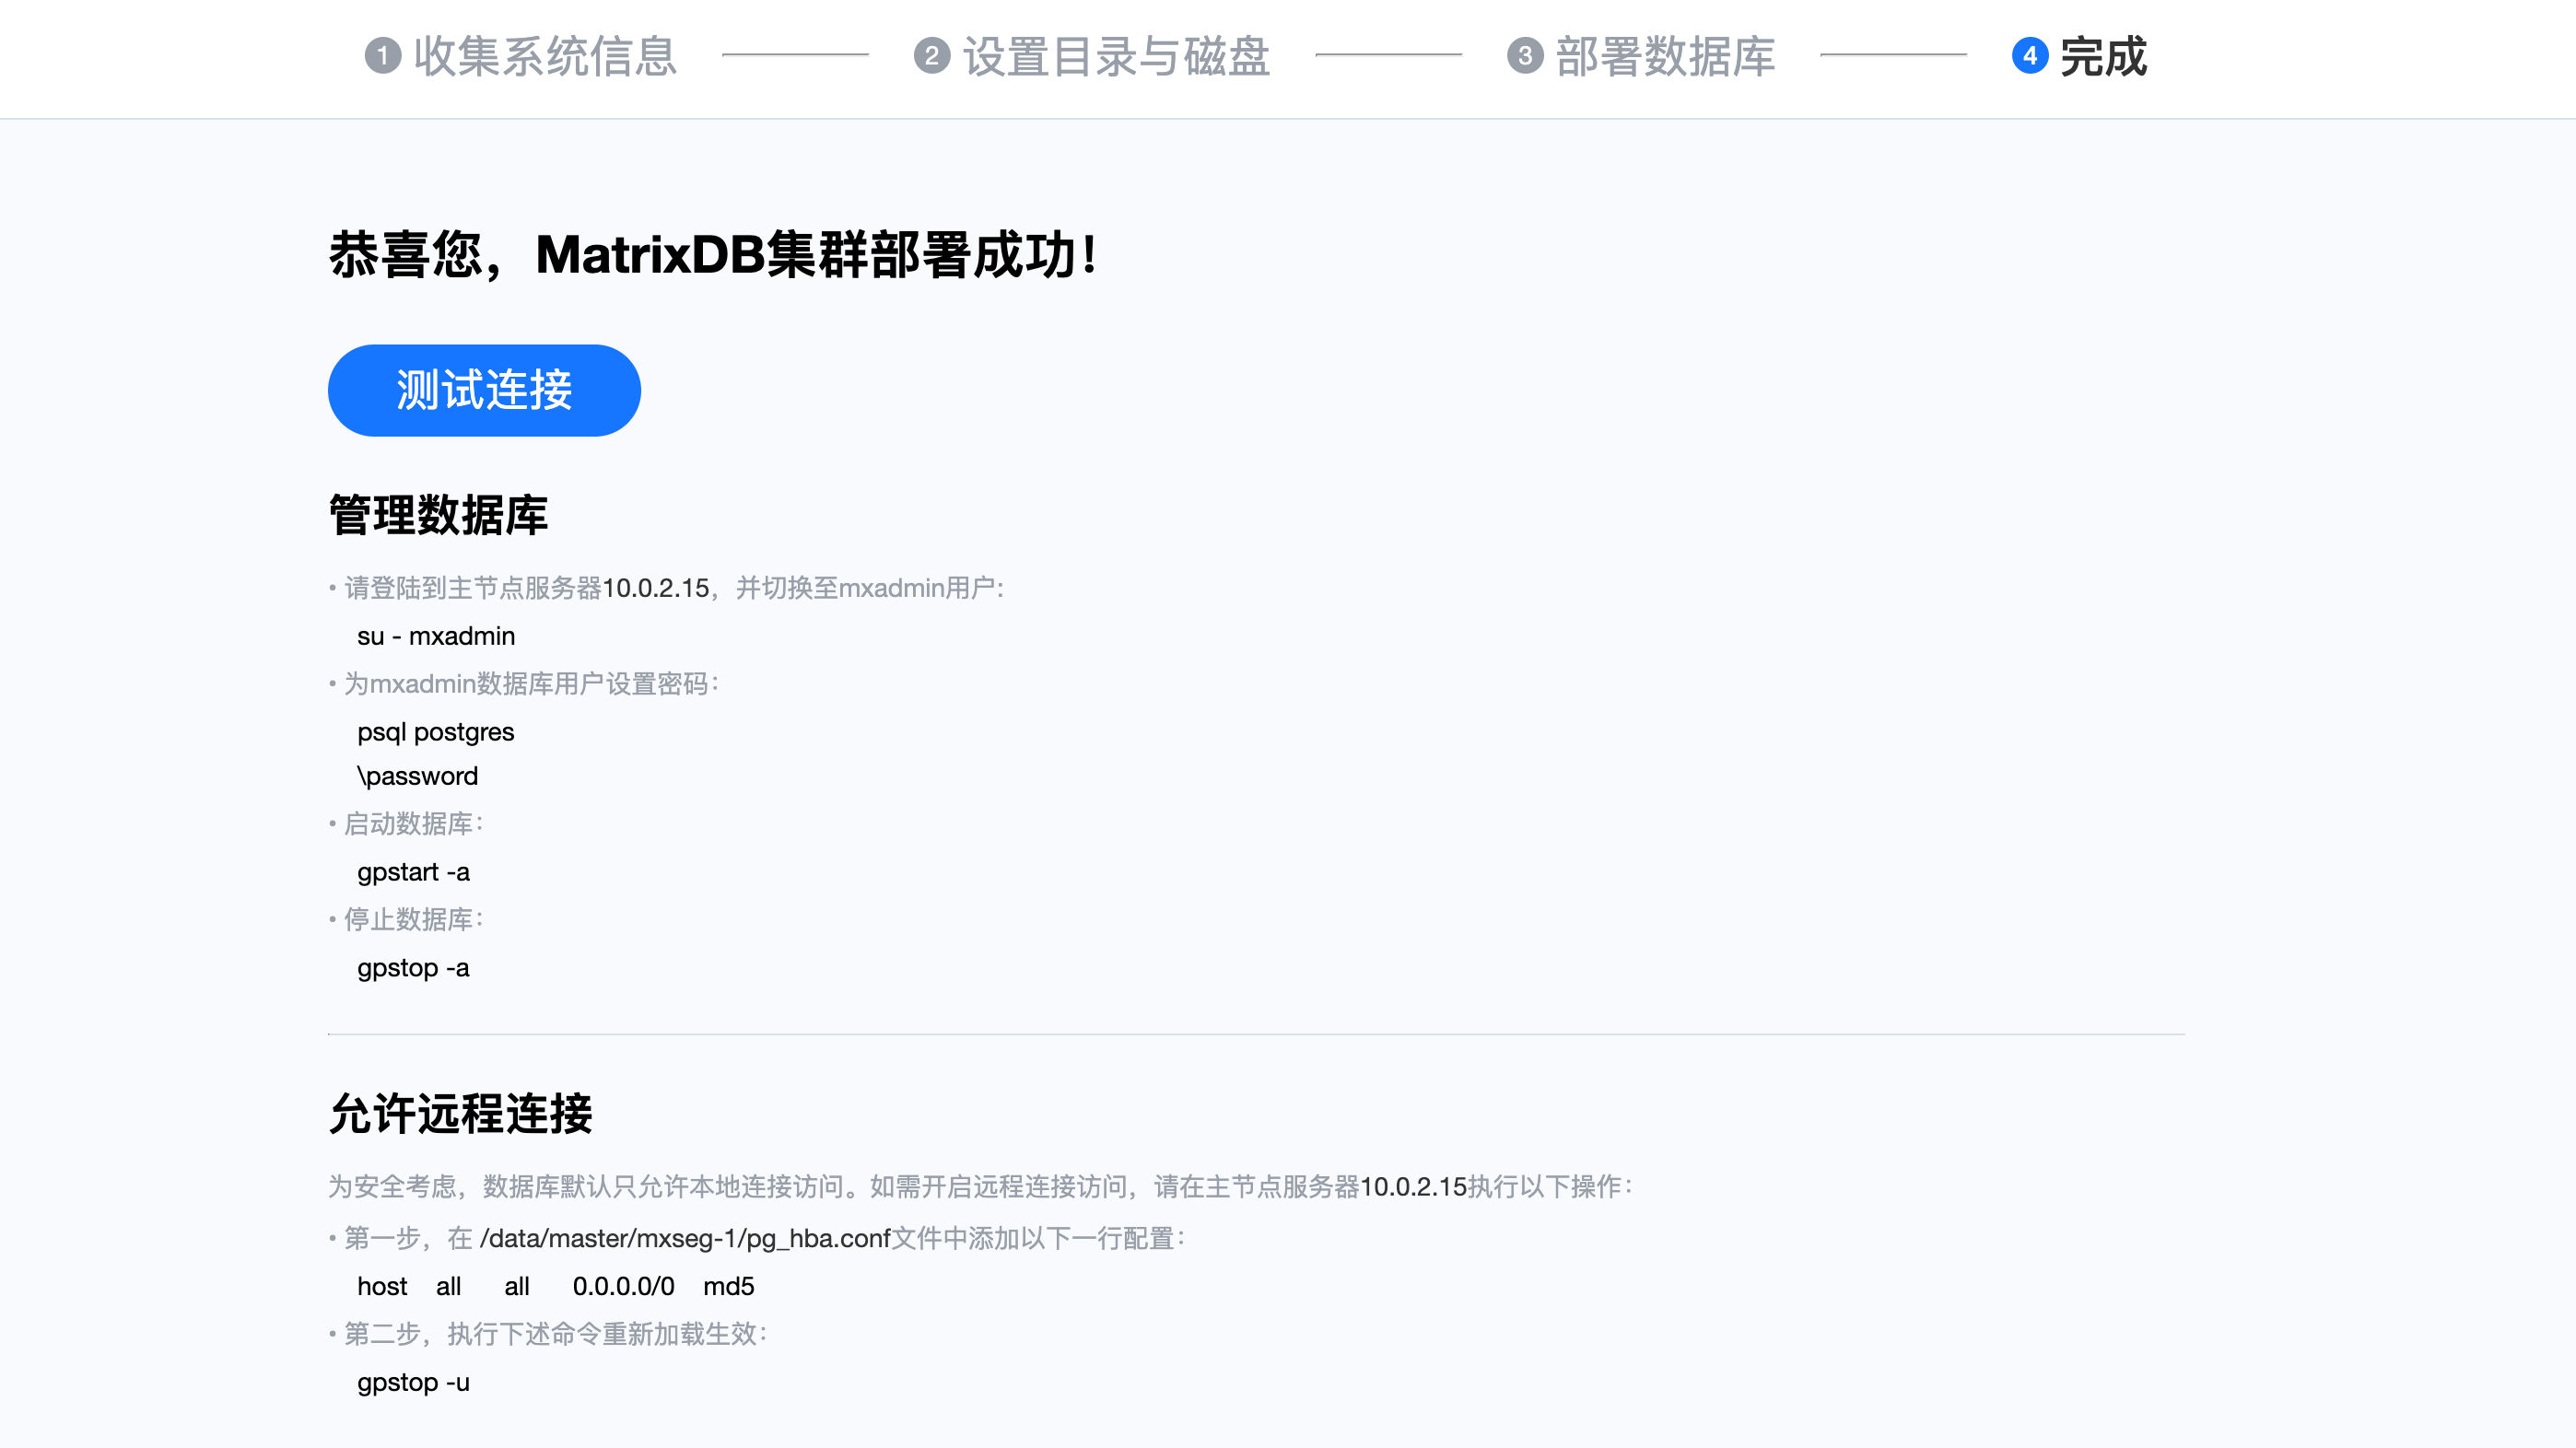 1 收集系统信息 2 设置目录与磁盘 3 部署数据库 4 完成
恭喜您，MatrixDB集群部署成功！
测试连接
管理数据库
• 请登陆到主节点服务器10.0.2.15，并切换至mxadmin用户:
su - mxadmin
• 为mxadmin数据库用户设置密码：
psql postgres
\password
• 启动数据库：
gpstart -a
• 停止数据库：
gpstop -a
允许远程连接
为安全考虑，数据库默认只允许本地连接访问。如需开启远程连接访问，请在主节点服务器10.0.2.15执行以下操作：
• 第一步，在 /data/master/mxseg-1/pg_hba.conf文件中添加以下一行配置：
host all all 0.0.0.0/0 md5
• 第二步，执行下述命令重新加载生效：
gpstop -u